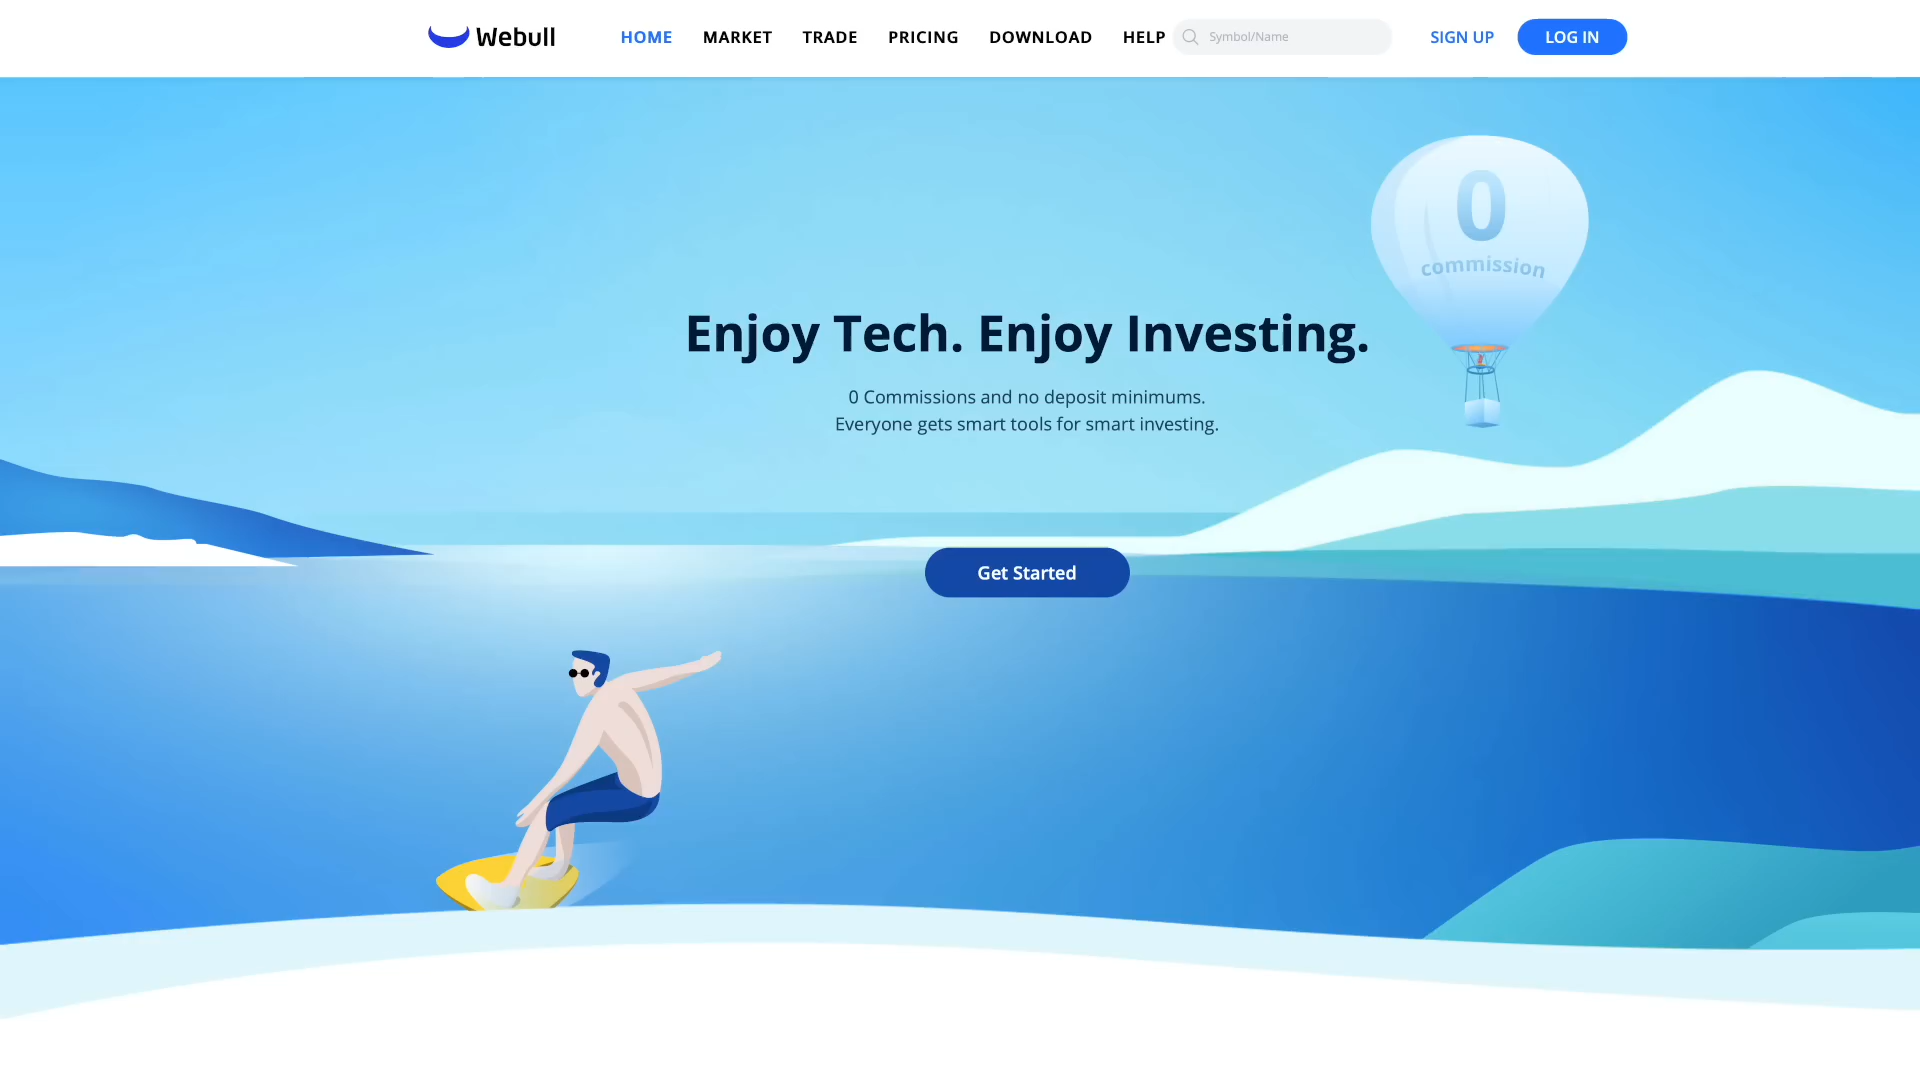 Webull
HOME MARKET TRADE PRICING DOWNLOAD HELP Symbol/Name SIGN UP LOG IN
0
commission
Enjoy Tech. Enjoy Investing.
0 Commissions and no deposit minimums.
Everyone gets smart tools for smart investing.
Get Started